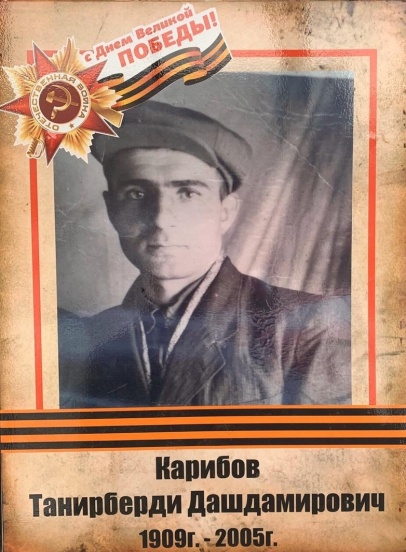 с Днем Великой
ПОБЕДЫ!
ОТЕЧЕСТВЕННАЯ ВОЙНА
Карибов
Танирберди Дашдамирович
1909г. - 2005г.